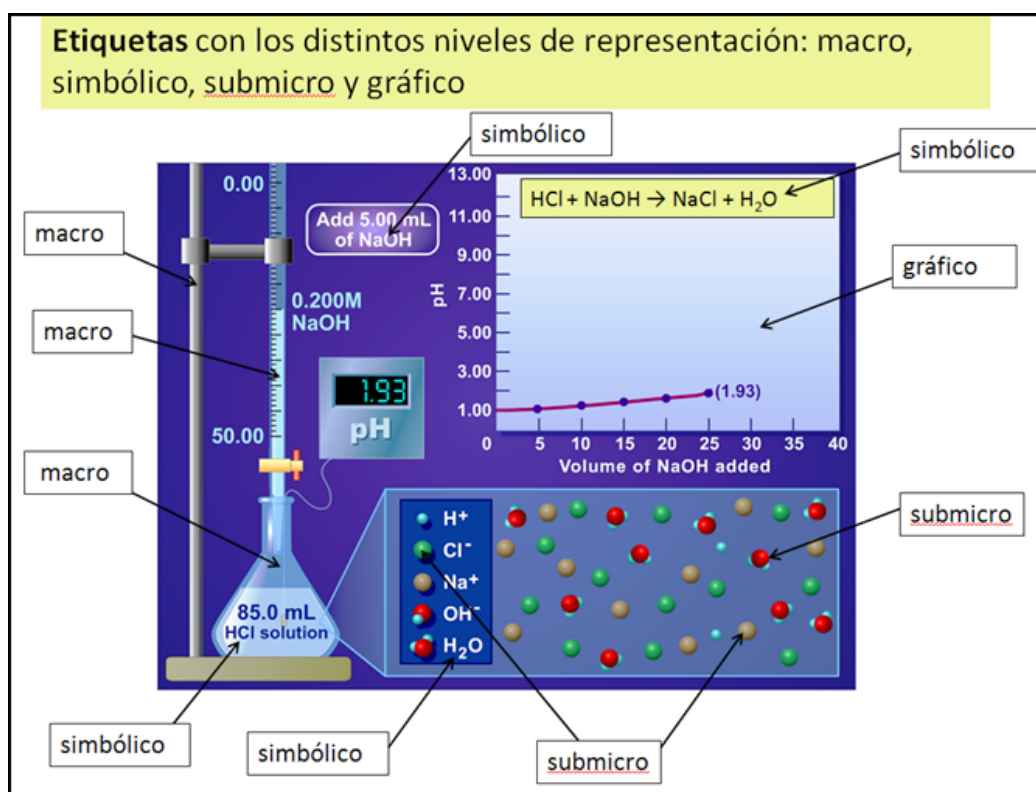 Etiquetas con los distintos niveles de representación: macro,
simbólico, submicro y gráfico
simbólico
simbólico
macro
0.00
Add 5.00 mL
of NaOH
13.00
HCl + NaOH → NaCl + H₂O
11.00
9.00
gráfico
pH
7.00
0.200M
NaOH
macro
5.00
3.00
1.93
pH
(1.93)
1.00
50.00
0 5 10 15 20 25 30 35 40
Volume of NaOH added
macro
H⁺
submicro
Cl⁻
Na⁺
85.0 mL
HCl solution
OH⁻
H₂O
simbólico
simbólico
submicro